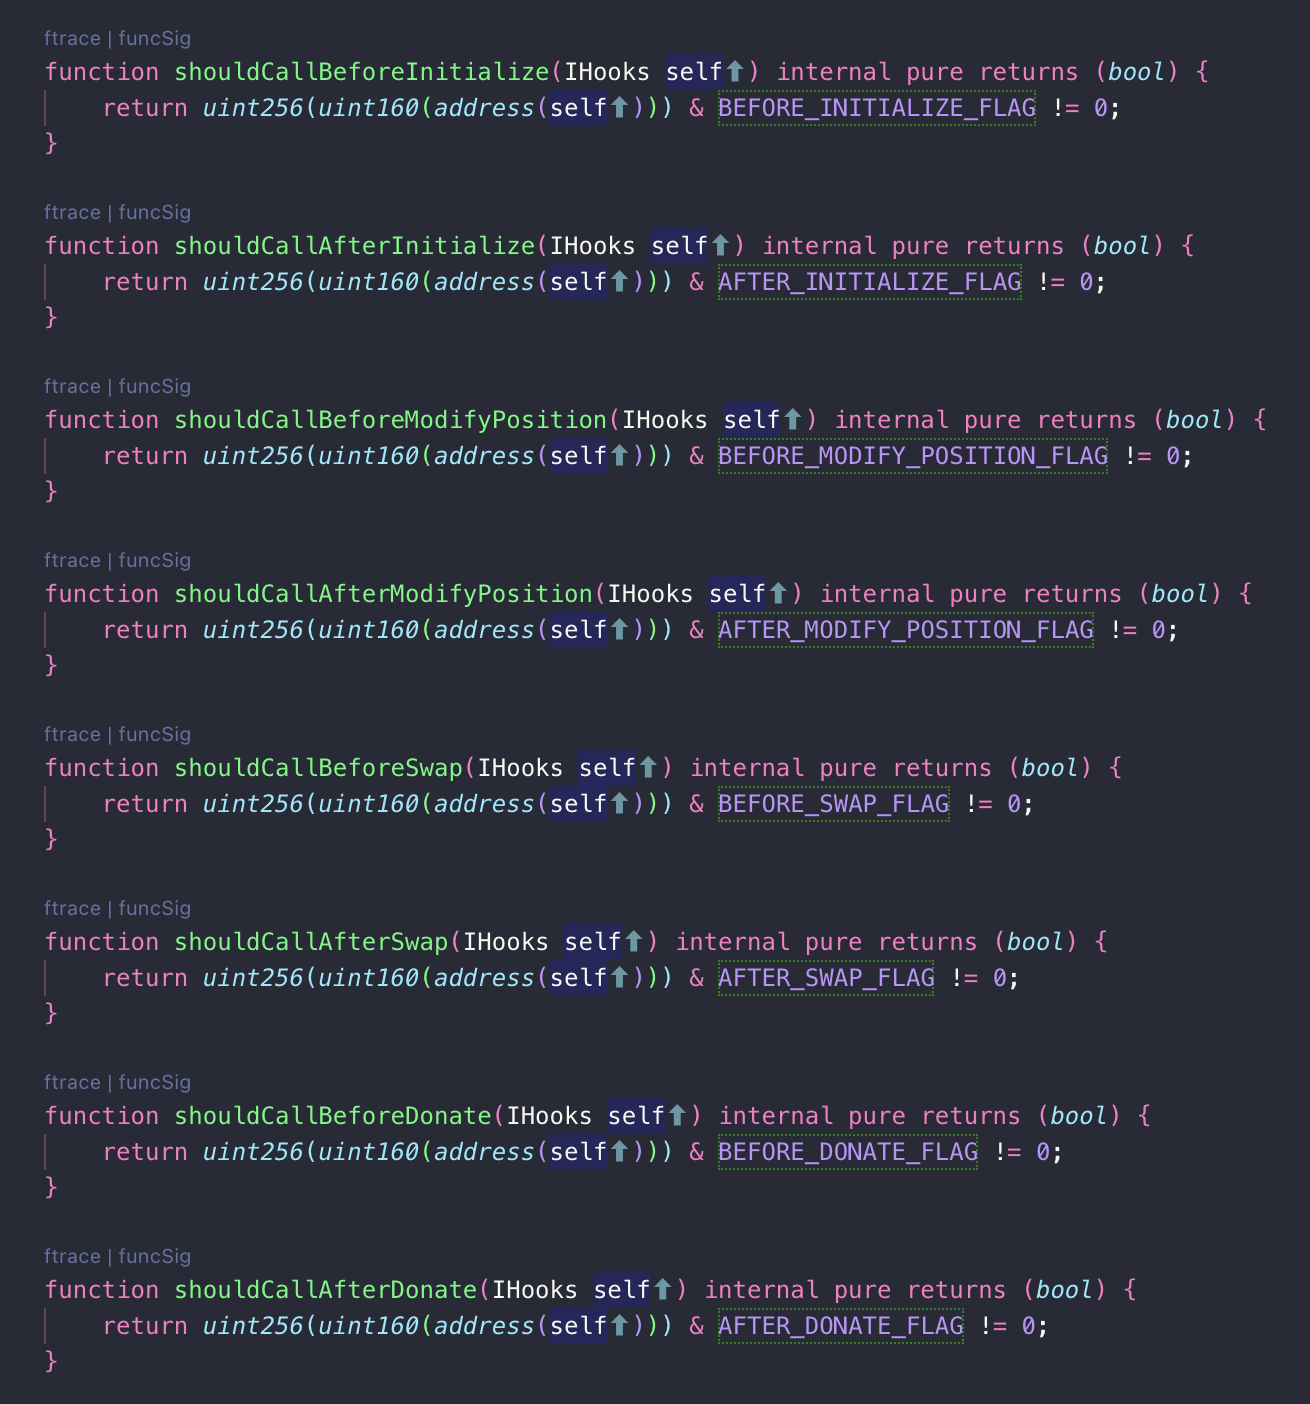 ftrace | funcSig
function shouldCallBeforeInitialize(IHooks self⬆) internal pure returns (bool) {
    return uint256(uint160(address(self⬆))) & BEFORE_INITIALIZE_FLAG != 0;
}
ftrace | funcSig
function shouldCallAfterInitialize(IHooks self⬆) internal pure returns (bool) {
    return uint256(uint160(address(self⬆))) & AFTER_INITIALIZE_FLAG != 0;
}
ftrace | funcSig
function shouldCallBeforeModifyPosition(IHooks self⬆) internal pure returns (bool) {
    return uint256(uint160(address(self⬆))) & BEFORE_MODIFY_POSITION_FLAG != 0;
}
ftrace | funcSig
function shouldCallAfterModifyPosition(IHooks self⬆) internal pure returns (bool) {
    return uint256(uint160(address(self⬆))) & AFTER_MODIFY_POSITION_FLAG != 0;
}
ftrace | funcSig
function shouldCallBeforeSwap(IHooks self⬆) internal pure returns (bool) {
    return uint256(uint160(address(self⬆))) & BEFORE_SWAP_FLAG != 0;
}
ftrace | funcSig
function shouldCallAfterSwap(IHooks self⬆) internal pure returns (bool) {
    return uint256(uint160(address(self⬆))) & AFTER_SWAP_FLAG != 0;
}
ftrace | funcSig
function shouldCallBeforeDonate(IHooks self⬆) internal pure returns (bool) {
    return uint256(uint160(address(self⬆))) & BEFORE_DONATE_FLAG != 0;
}
ftrace | funcSig
function shouldCallAfterDonate(IHooks self⬆) internal pure returns (bool) {
    return uint256(uint160(address(self⬆))) & AFTER_DONATE_FLAG != 0;
}